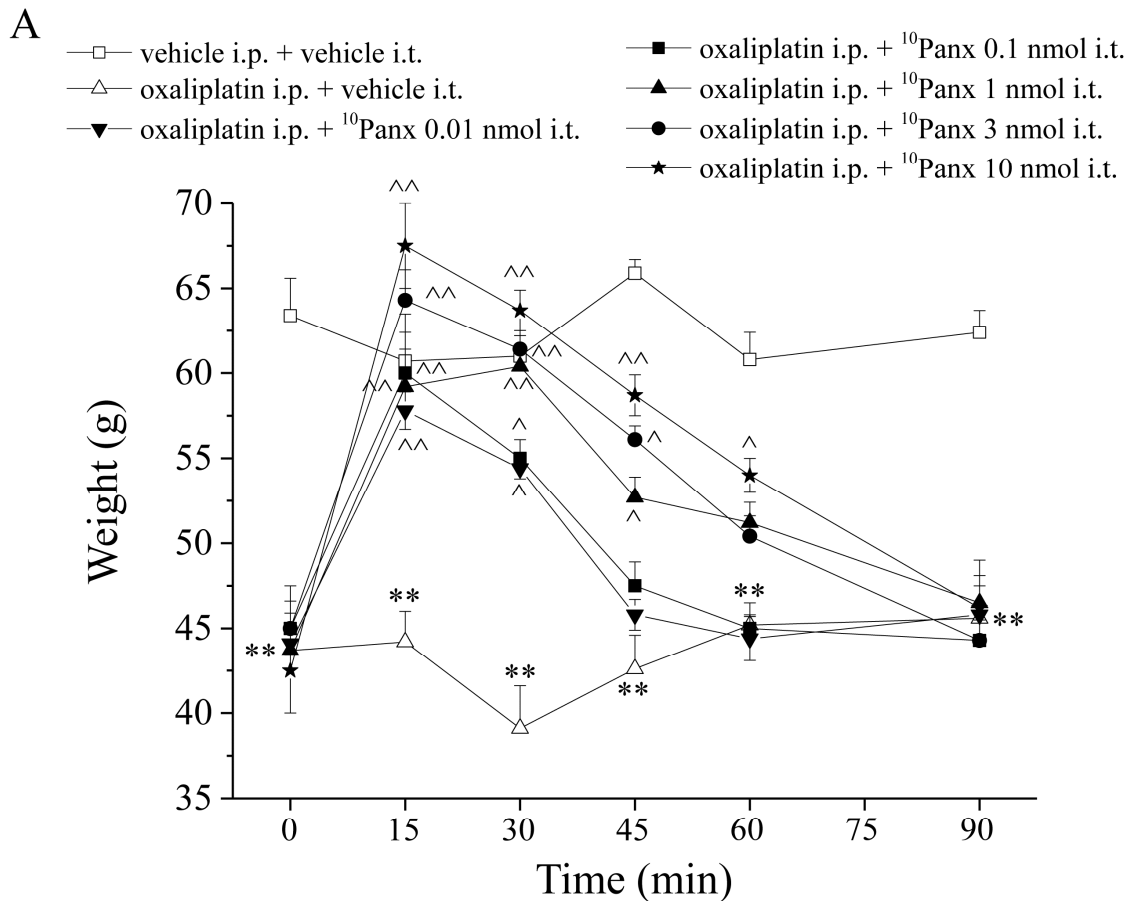 A
vehicle i.p. + vehicle i.t.
oxaliplatin i.p. + vehicle i.t.
oxaliplatin i.p. + ¹⁰Panx 0.01 nmol i.t.
oxaliplatin i.p. + ¹⁰Panx 0.1 nmol i.t.
oxaliplatin i.p. + ¹⁰Panx 1 nmol i.t.
oxaliplatin i.p. + ¹⁰Panx 3 nmol i.t.
oxaliplatin i.p. + ¹⁰Panx 10 nmol i.t.
Weight (g)
70
65
60
55
50
45
40
35
^^
^^
^^
^^
^^
^^
^^
^^
^
^
^^
^
^
^
**
**
**
**
**
**
0 15 30 45 60 75 90
Time (min)